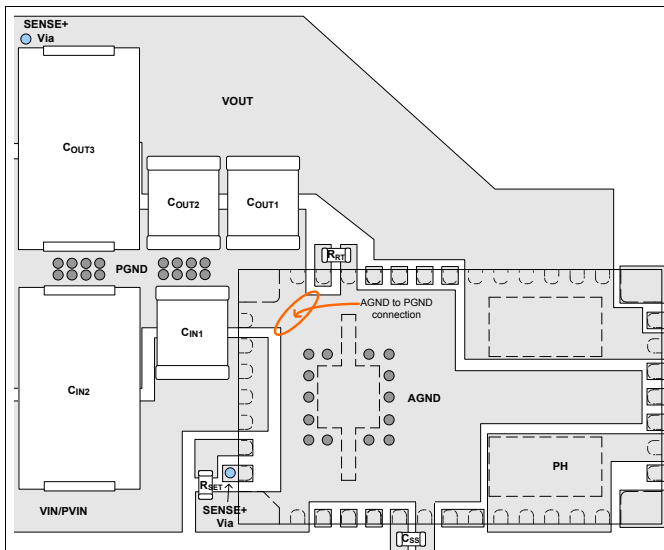 SENSE+
Via
VOUT
COUT3
COUT2
COUT1
RRT
PGND
AGND to PGND
connection
CIN1
CIN2
AGND
RSET
PH
VIN/PVIN
SENSE+
Via
CSS